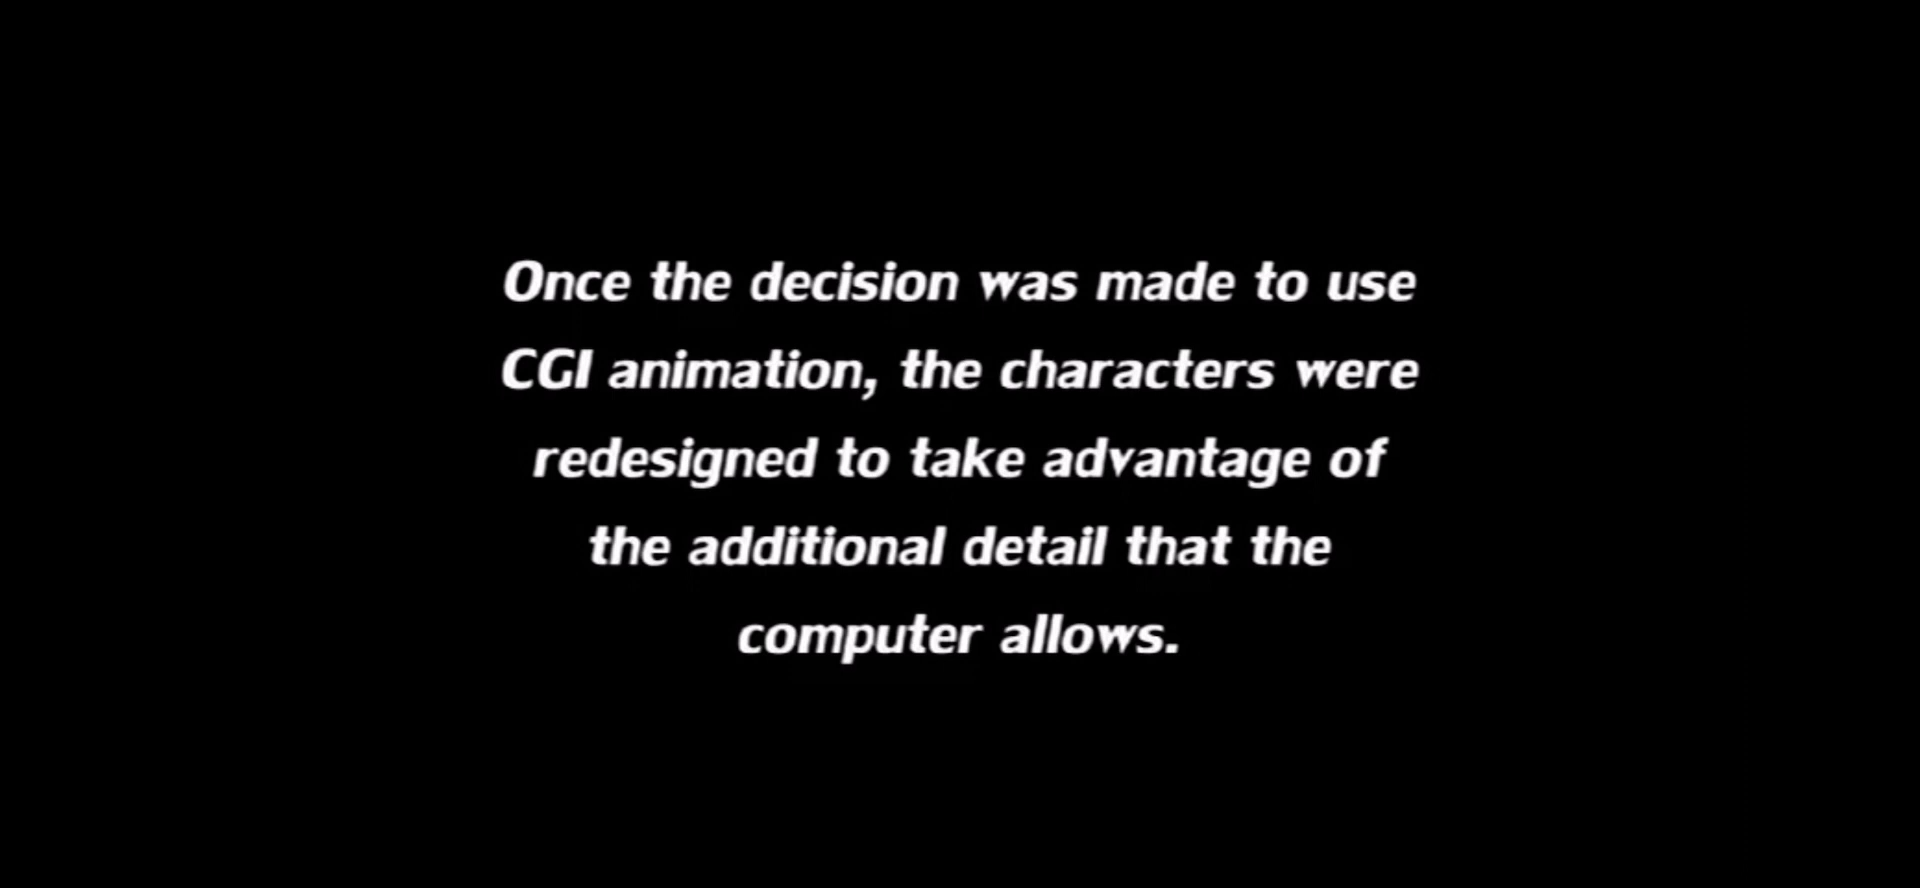 Once the decision was made to use
CGI animation, the characters were
redesigned to take advantage of
the additional detail that the
computer allows.